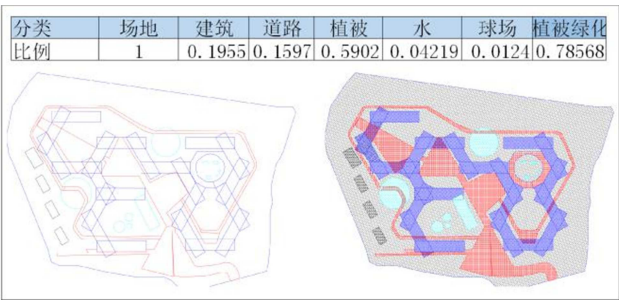 分类 场地 建筑 道路 植被 水 球场 植被绿化
比例 1 0.1955 0.1597 0.5902 0.04219 0.0124 0.78568